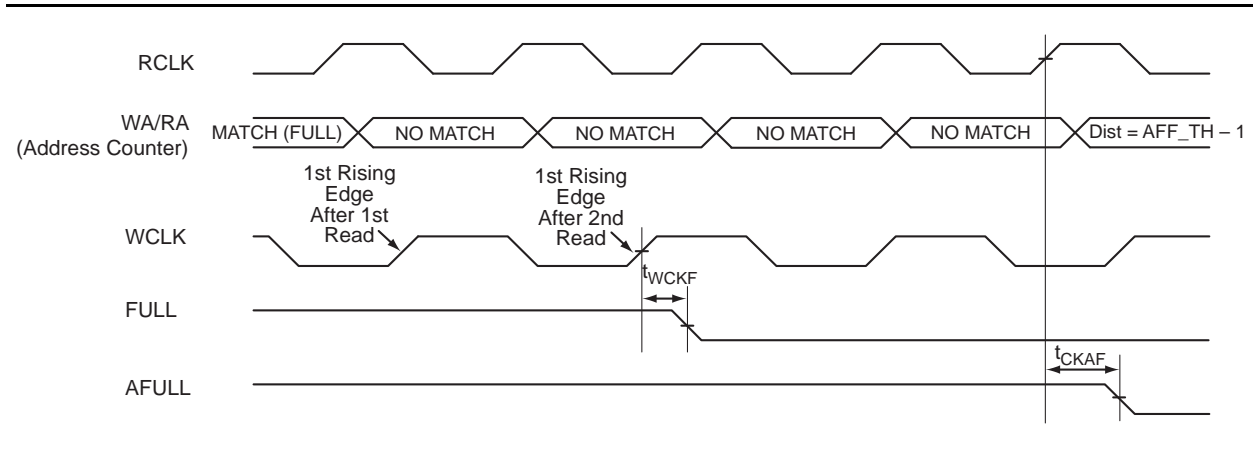 RCLK
WA/RA
(Address Counter)
MATCH (FULL)
NO MATCH
NO MATCH
NO MATCH
NO MATCH
Dist = AFF_TH – 1
1st Rising
Edge
After 1st
Read
1st Rising
Edge
After 2nd
Read
WCLK
tWCKF
FULL
tCKAF
AFULL